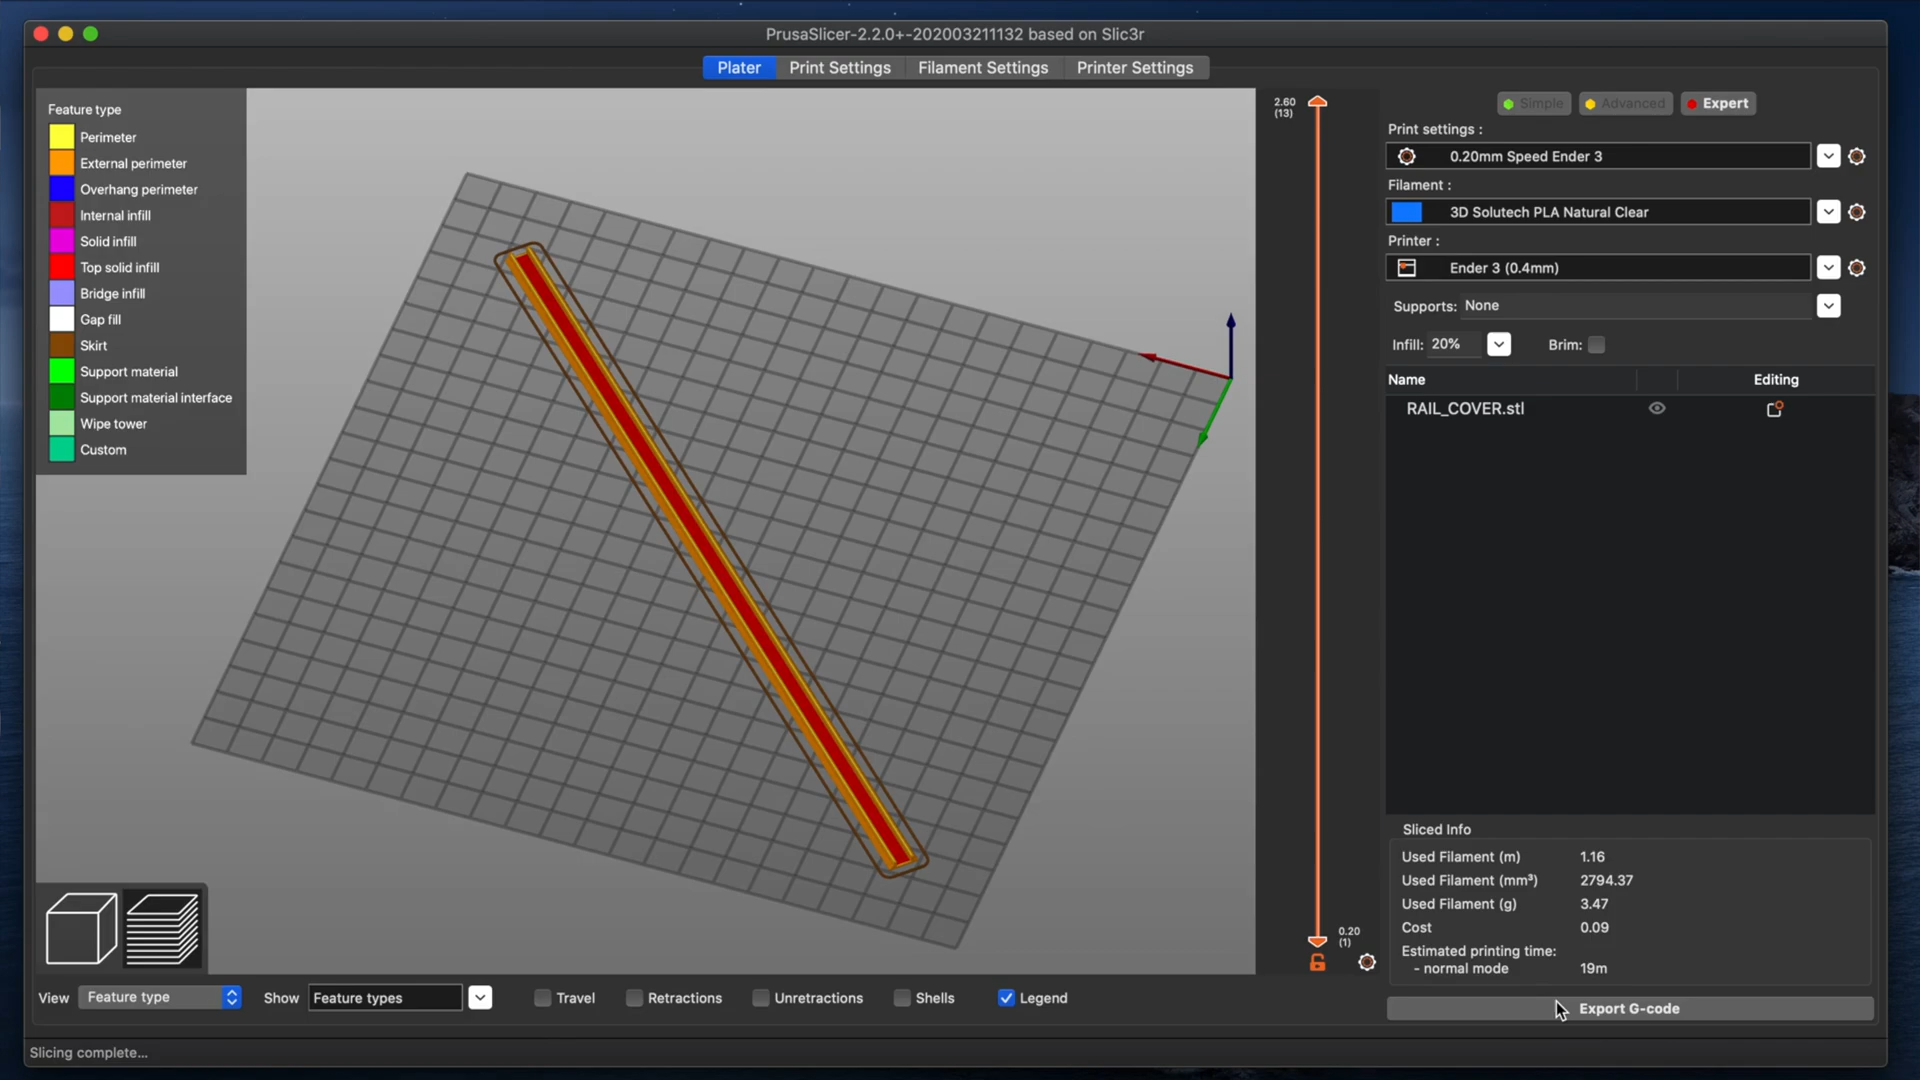 PrusaSlicer-2.2.0+-202003211132 based on Slic3r
Plater Print Settings Filament Settings Printer Settings
Feature type
Perimeter
External perimeter
Overhang perimeter
Internal infill
Solid infill
Top solid infill
Bridge infill
Gap fill
Skirt
Support material
Support material interface
Wipe tower
Custom
2.60
(13)
0.20
(1)
Simple Advanced Expert
Print settings :
0.20mm Speed Ender 3
Filament :
3D Solutech PLA Natural Clear
Printer :
Ender 3 (0.4mm)
Supports: None
Infill: 20% Brim:
Name Editing
RAIL_COVER.stl
Sliced Info
Used Filament (m) 1.16
Used Filament (mm³) 2794.37
Used Filament (g) 3.47
Cost 0.09
Estimated printing time:
- normal mode 19m
View Feature type Show Feature types Travel Retractions Unretractions Shells Legend
Export G-code
Slicing complete...